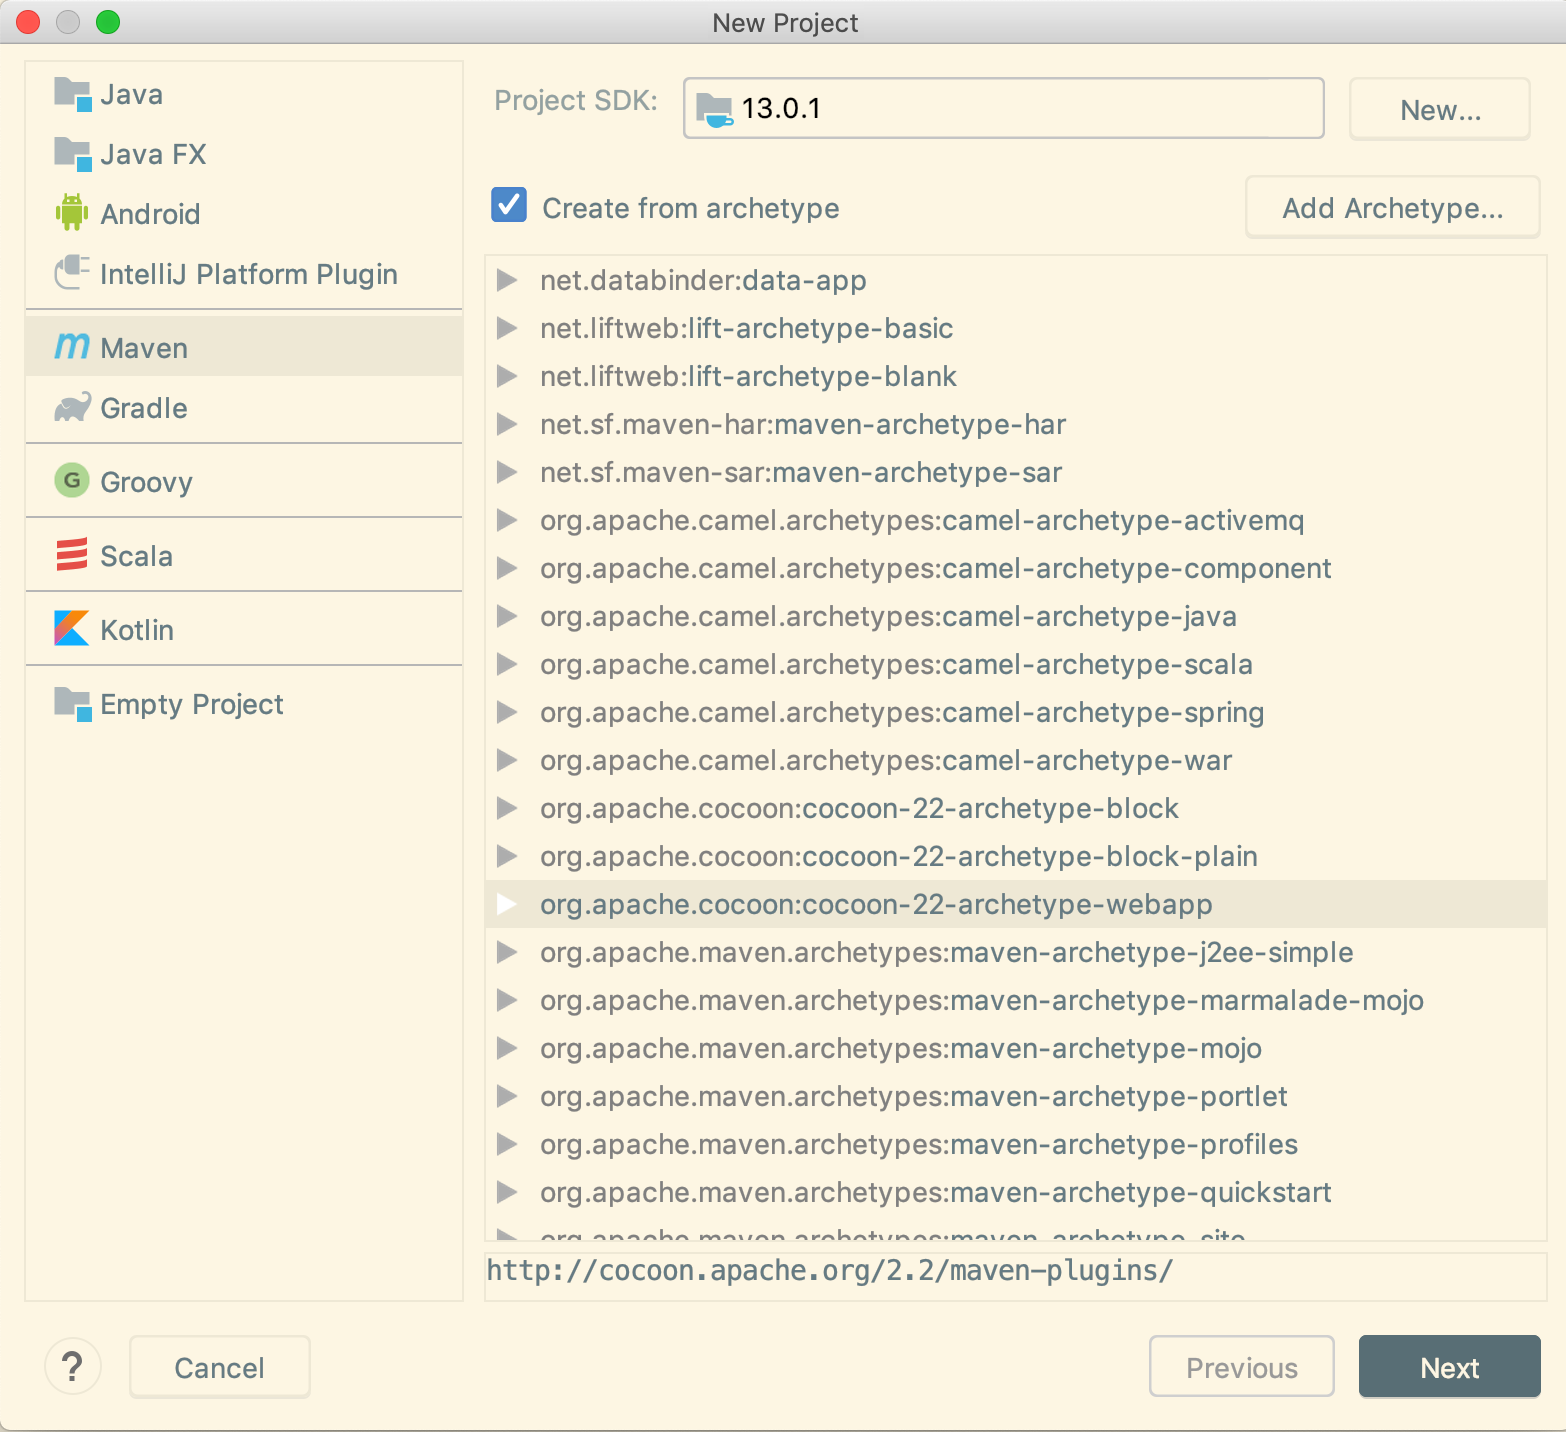 New Project
Java
Java FX
Android
IntelliJ Platform Plugin
Maven
Gradle
G Groovy
Scala
Kotlin
Empty Project
Project SDK: 13.0.1 New...
Create from archetype Add Archetype...
net.databinder:data-app
net.liftweb:lift-archetype-basic
net.liftweb:lift-archetype-blank
net.sf.maven-har:maven-archetype-har
net.sf.maven-sar:maven-archetype-sar
org.apache.camel.archetypes:camel-archetype-activemq
org.apache.camel.archetypes:camel-archetype-component
org.apache.camel.archetypes:camel-archetype-java
org.apache.camel.archetypes:camel-archetype-scala
org.apache.camel.archetypes:camel-archetype-spring
org.apache.camel.archetypes:camel-archetype-war
org.apache.cocoon:cocoon-22-archetype-block
org.apache.cocoon:cocoon-22-archetype-block-plain
org.apache.cocoon:cocoon-22-archetype-webapp
org.apache.maven.archetypes:maven-archetype-j2ee-simple
org.apache.maven.archetypes:maven-archetype-marmalade-mojo
org.apache.maven.archetypes:maven-archetype-mojo
org.apache.maven.archetypes:maven-archetype-portlet
org.apache.maven.archetypes:maven-archetype-profiles
org.apache.maven.archetypes:maven-archetype-quickstart
org.apache.maven.archetypes:maven-archetype-site
http://cocoon.apache.org/2.2/maven-plugins/
? Cancel Previous Next